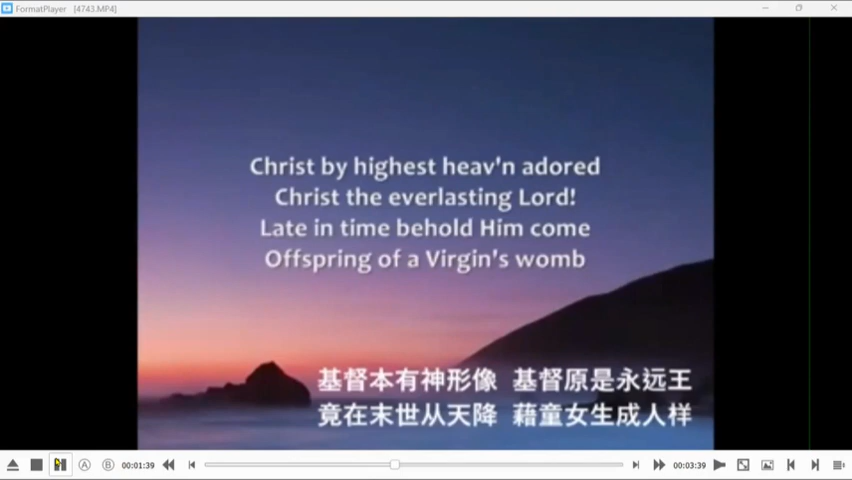 FormatPlayer [4743.MP4]
Christ by highest heav'n adored
Christ the everlasting Lord!
Late in time behold Him come
Offspring of a Virgin's womb
基督本有神形像 基督原是永远王
竟在末世从天降 藉童女生成人样
A B 00:01:39 00:03:39